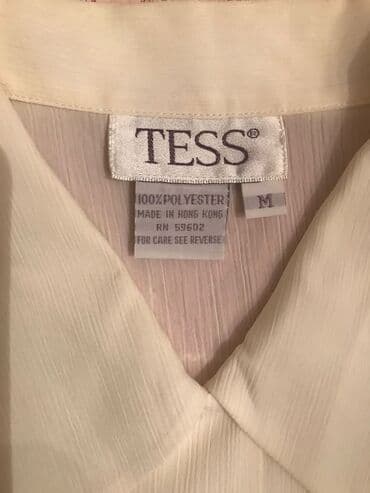 TESS®
100% POLYESTER
MADE IN HONG KONG
RN 59602
FOR CARE SEE REVERSE
M